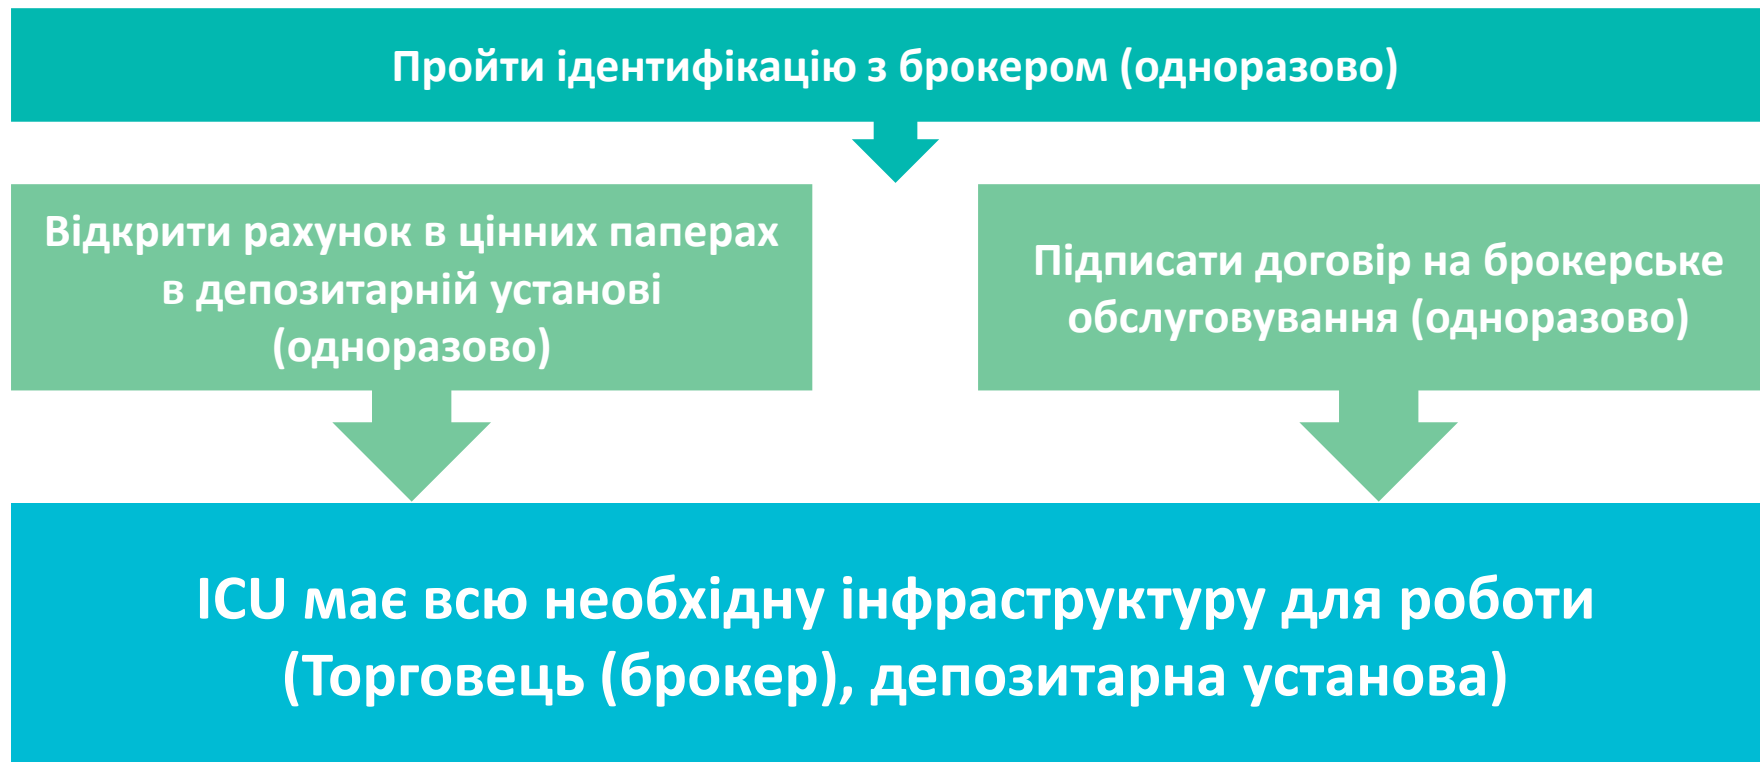 Пройти ідентифікацію з брокером (одноразово)
Відкрити рахунок в цінних паперах
в депозитарній установі
(одноразово)
Підписати договір на брокерське
обслуговування (одноразово)
ICU має всю необхідну інфраструктуру для роботи
(Торговець (брокер), депозитарна установа)